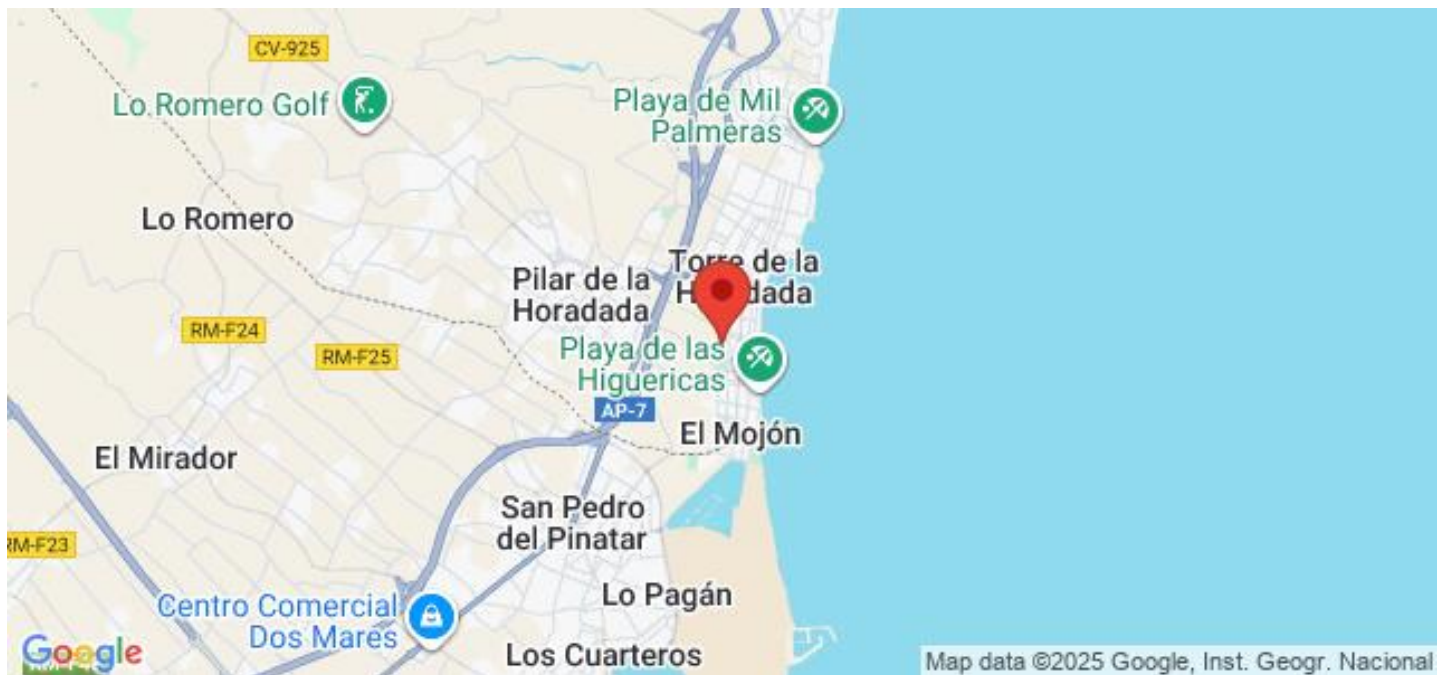 CV-925
Lo Romero Golf
Playa de Mil
Palmeras
Lo Romero
Torre de la
Horadada
Pilar de la
Horadada
RM-F24
RM-F25
Playa de las
Higuericas
AP-7
El Mojón
El Mirador
San Pedro
del Pinatar
RM-F23
Lo Pagán
Centro Comercial
Dos Mares
Los Cuarteros
Google
Map data ©2025 Google, Inst. Geogr. Nacional